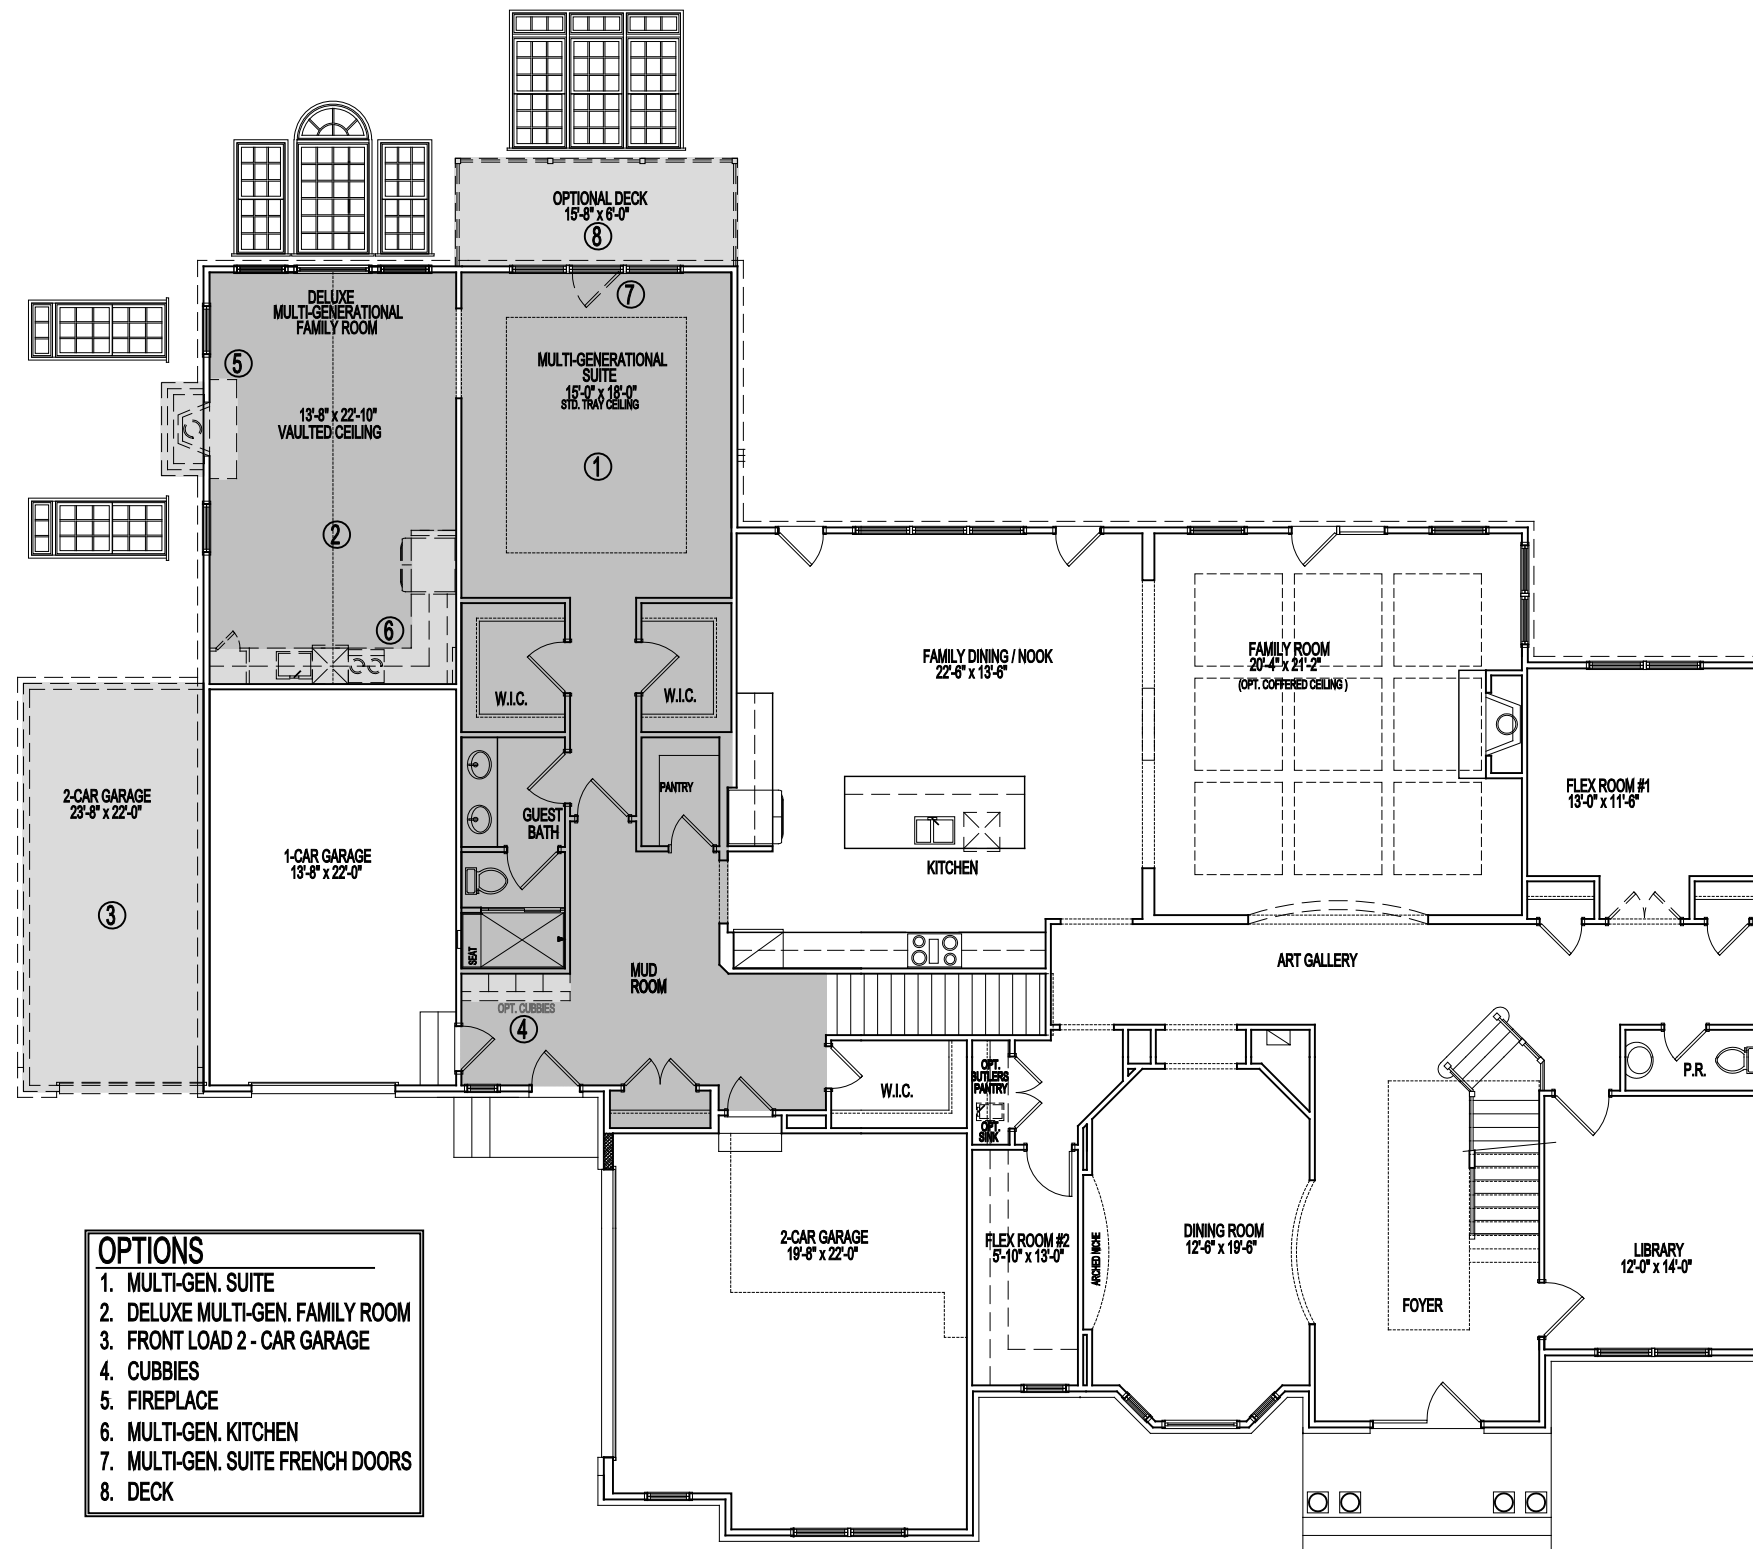 OPTIONAL DECK
15'-8" x 6'-0"
8
7
DELUXE
MULTI-GENERATIONAL
FAMILY ROOM
5
13'-8" x 22'-10"
VAULTED CEILING
2
6
MULTI-GENERATIONAL
SUITE
15'-0" x 18'-0"
STD. TRAY CEILING
1
W.I.C.
W.I.C.
FAMILY DINING / NOOK
22'-6" x 13'-6"
FAMILY ROOM
20'-4" x 21'-2"
(OPT. COFFERED CEILING )
FLEX ROOM #1
13'-0" x 11'-6"
2-CAR GARAGE
23'-8" x 22'-0"
3
1-CAR GARAGE
13'-8" x 22'-0"
PANTRY
GUEST
BATH
SEAT
KITCHEN
MUD
ROOM
OPT. CUBBIES
4
ART GALLERY
W.I.C.
OPT.
BUTLERS
PANTRY
OPT.
SINK
P.R.
2-CAR GARAGE
19'-8" x 22'-0"
FLEX ROOM #2
5'-10" x 13'-0"
ARCHED NICHE
DINING ROOM
12'-6" x 19'-6"
FOYER
LIBRARY
12'-0" x 14'-0"
OPTIONS
1. MULTI-GEN. SUITE
2. DELUXE MULTI-GEN. FAMILY ROOM
3. FRONT LOAD 2 - CAR GARAGE
4. CUBBIES
5. FIREPLACE
6. MULTI-GEN. KITCHEN
7. MULTI-GEN. SUITE FRENCH DOORS
8. DECK